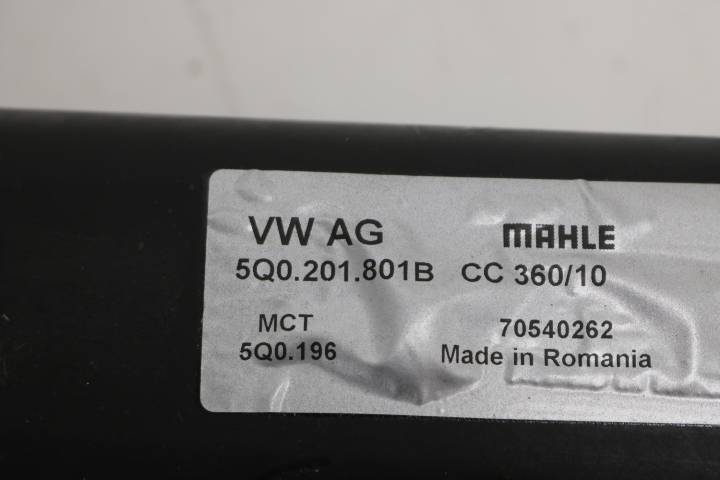 VW AG MAHLE
5Q0.201.801B CC 360/10
MCT 70540262
5Q0.196 Made in Romania